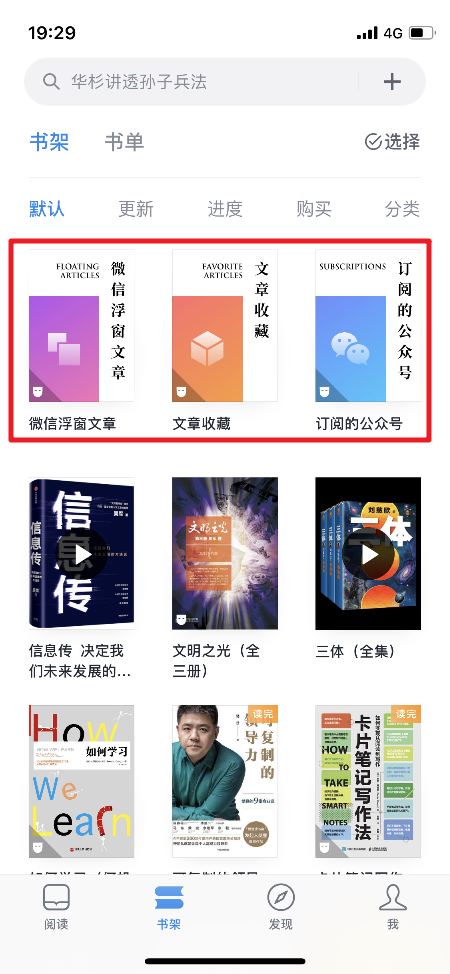 19:29
4G
华杉讲透孙子兵法
书架
书单
选择
默认
更新
进度
购买
分类
FLOATING
ARTICLES
微信浮窗文章
FAVORITE
ARTICLES
文章收藏
SUBSCRIPTIONS
订阅的公众号
微信浮窗文章
文章收藏
订阅的公众号
信息传
信息传
文明之光
刘慈欣
三体
信息传 决定我
们未来发展的...
文明之光（全
三册）
三体（全集）
How
如何学习
We
Learn
读完
可复制的
领导力
读完
卡片笔记写作法
HOW
TO
TAKE
SMART
NOTES
阅读
书架
发现
我